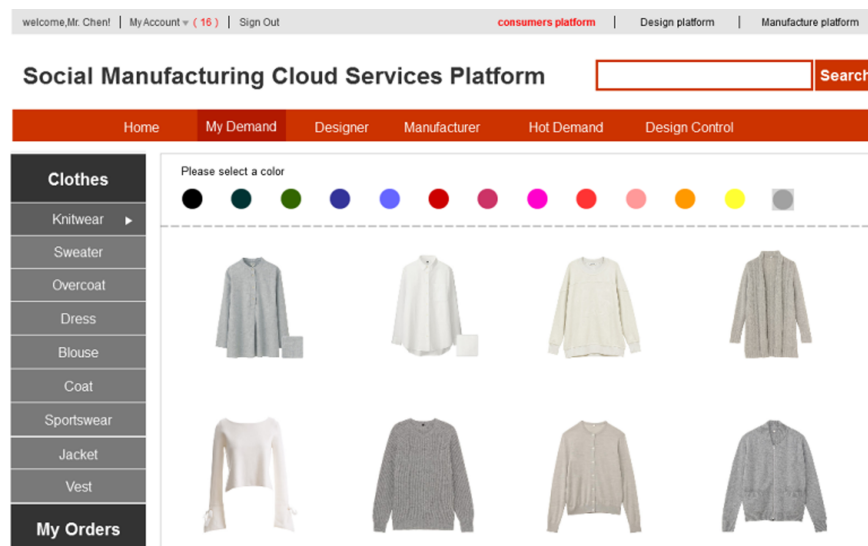 welcome,Mr. Chen! | My Account ( 16 ) | Sign Out consumers platform | Design platform | Manufacture platform
Social Manufacturing Cloud Services Platform Search
Home My Demand Designer Manufacturer Hot Demand Design Control
Clothes
Please select a color
Knitwear
Sweater
Overcoat
Dress
Blouse
Coat
Sportswear
Jacket
Vest
My Orders